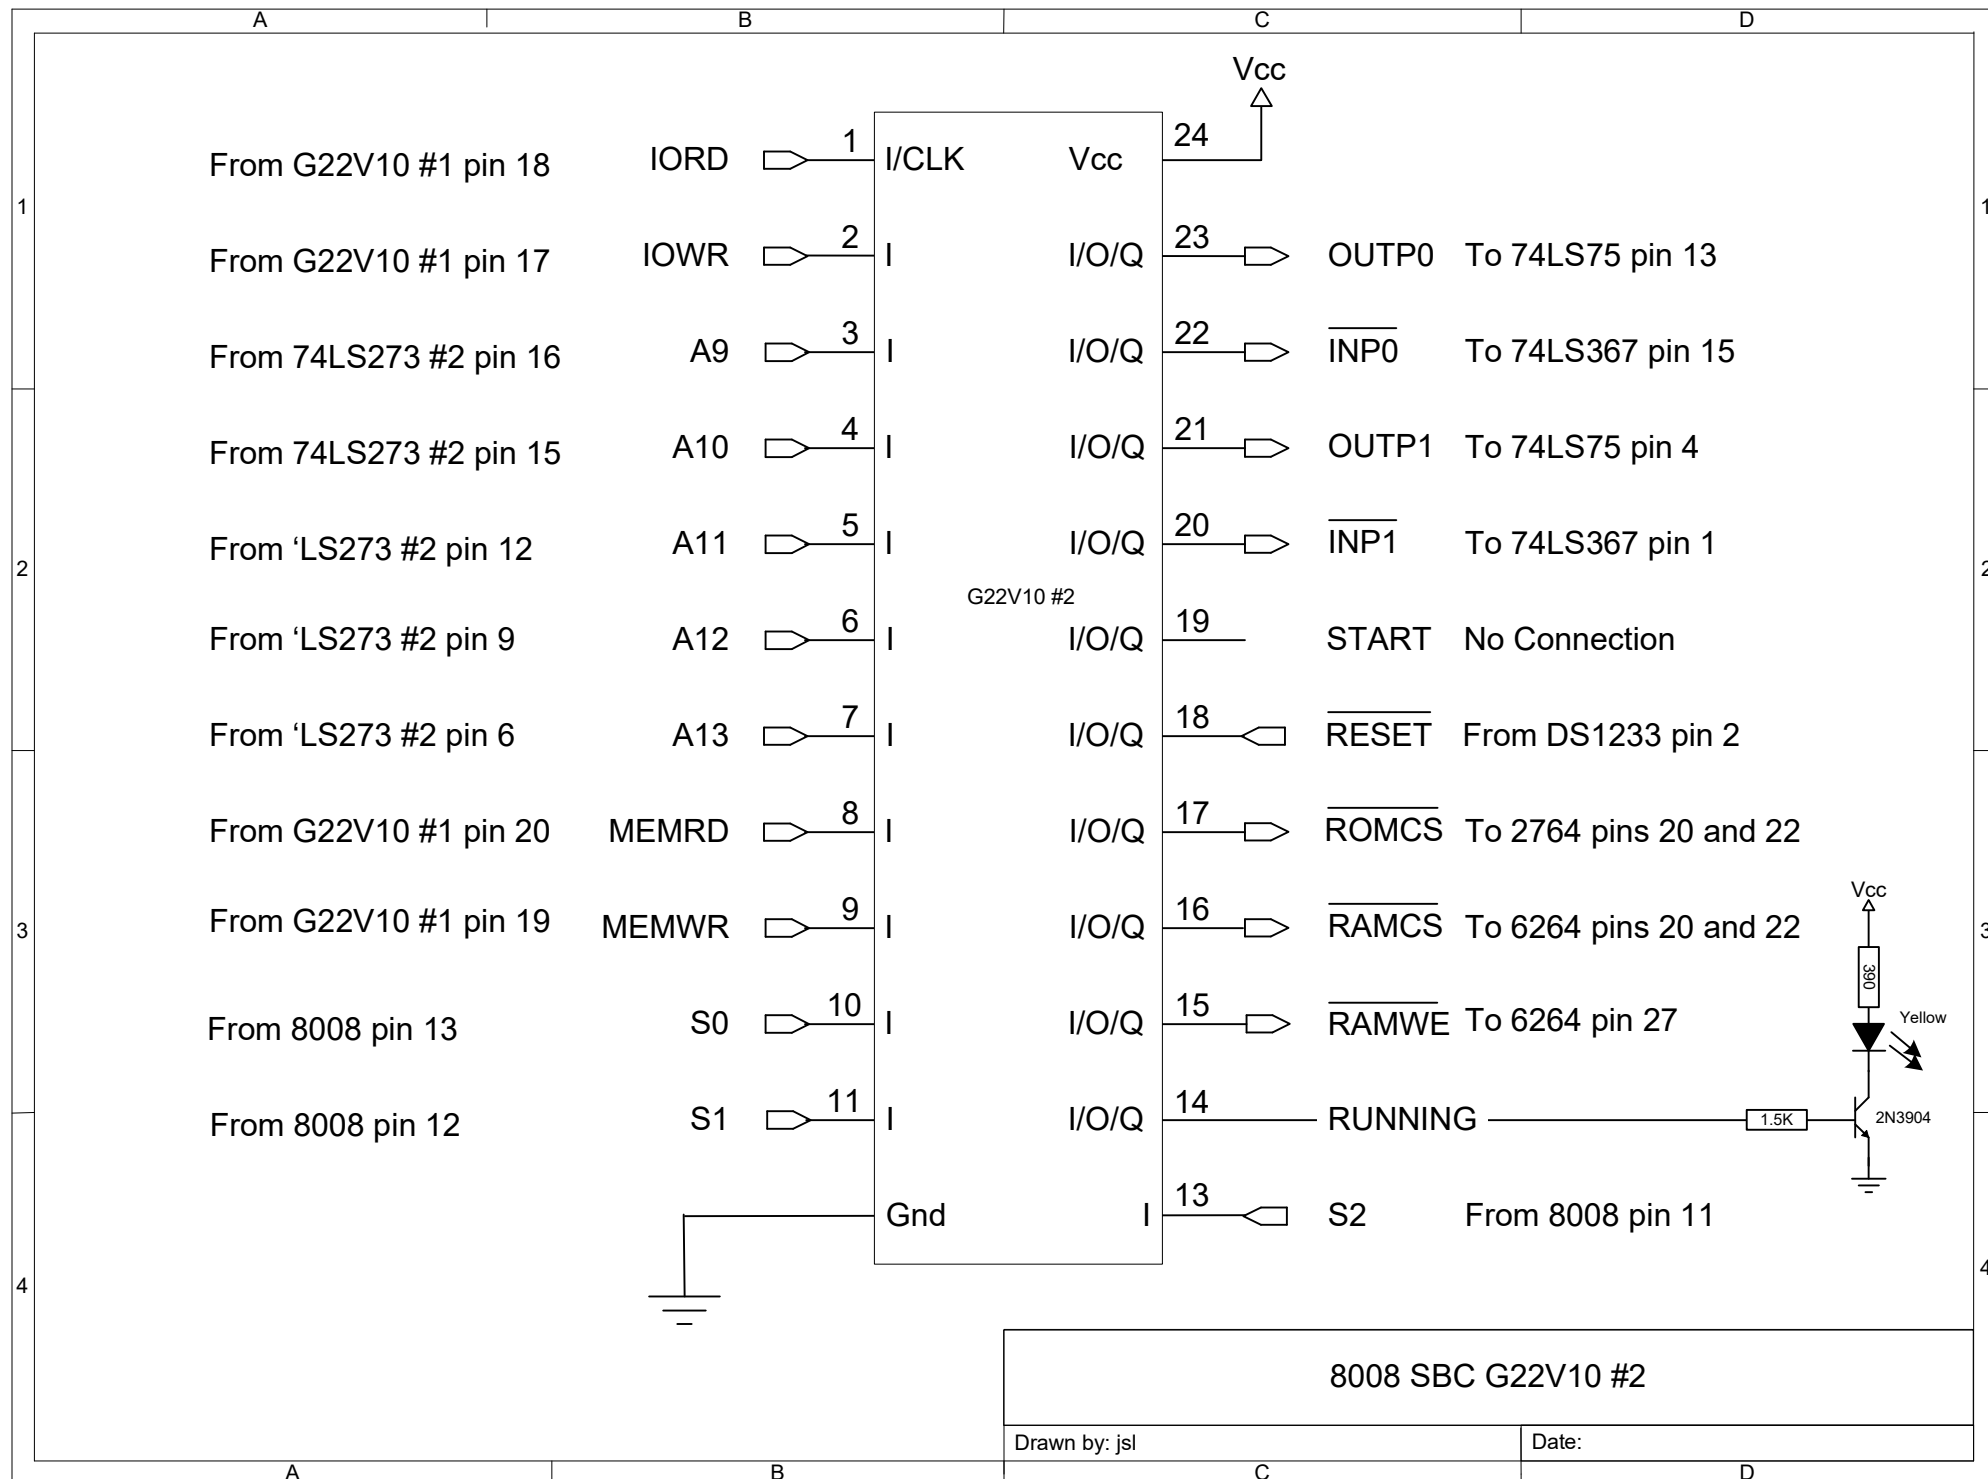 A B C D
Vcc
From G22V10 #1 pin 18 IORD 1 I/CLK Vcc 24
1 1
From G22V10 #1 pin 17 IOWR 2 I I/O/Q 23 OUTP0 To 74LS75 pin 13
From 74LS273 #2 pin 16 A9 3 I I/O/Q 22 INP0 To 74LS367 pin 15
From 74LS273 #2 pin 15 A10 4 I I/O/Q 21 OUTP1 To 74LS75 pin 4
From ‘LS273 #2 pin 12 A11 5 I I/O/Q 20 INP1 To 74LS367 pin 1
2 2
G22V10 #2
From ‘LS273 #2 pin 9 A12 6 I I/O/Q 19 START No Connection
From ‘LS273 #2 pin 6 A13 7 I I/O/Q 18 RESET From DS1233 pin 2
From G22V10 #1 pin 20 MEMRD 8 I I/O/Q 17 ROMCS To 2764 pins 20 and 22
Vcc
From G22V10 #1 pin 19 MEMWR 9 I I/O/Q 16 RAMCS To 6264 pins 20 and 22
3 3
390
From 8008 pin 13 S0 10 I I/O/Q 15 RAMWE To 6264 pin 27
Yellow
From 8008 pin 12 S1 11 I I/O/Q 14 RUNNING 1.5K 2N3904
Gnd I 13 S2 From 8008 pin 11
4 4
8008 SBC G22V10 #2
Drawn by: jsl Date:
A B C D